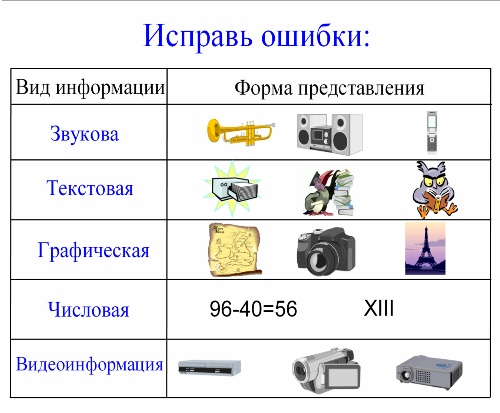 Исправь ошибки:
Вид информации Форма представления
Звукова
Текстовая
Графическая
Числовая 96-40=56 XIII
Видеоинформация